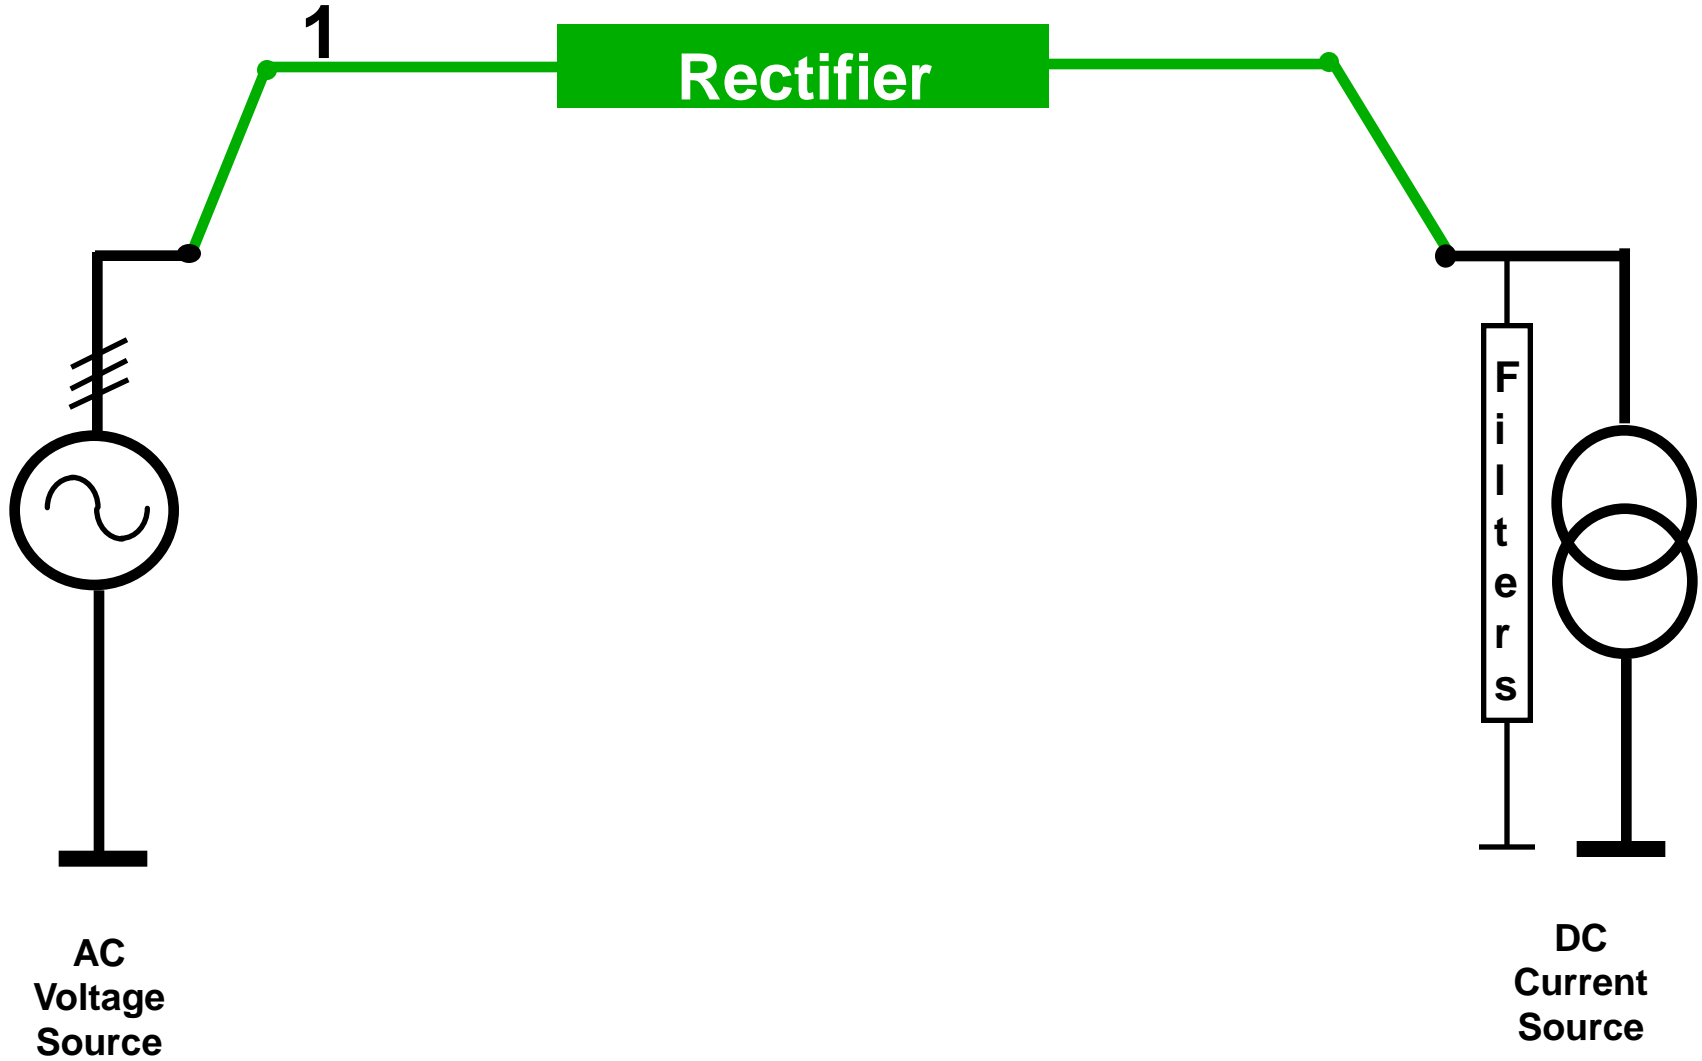 1
Rectifier
Filters
AC
Voltage
Source
DC
Current
Source